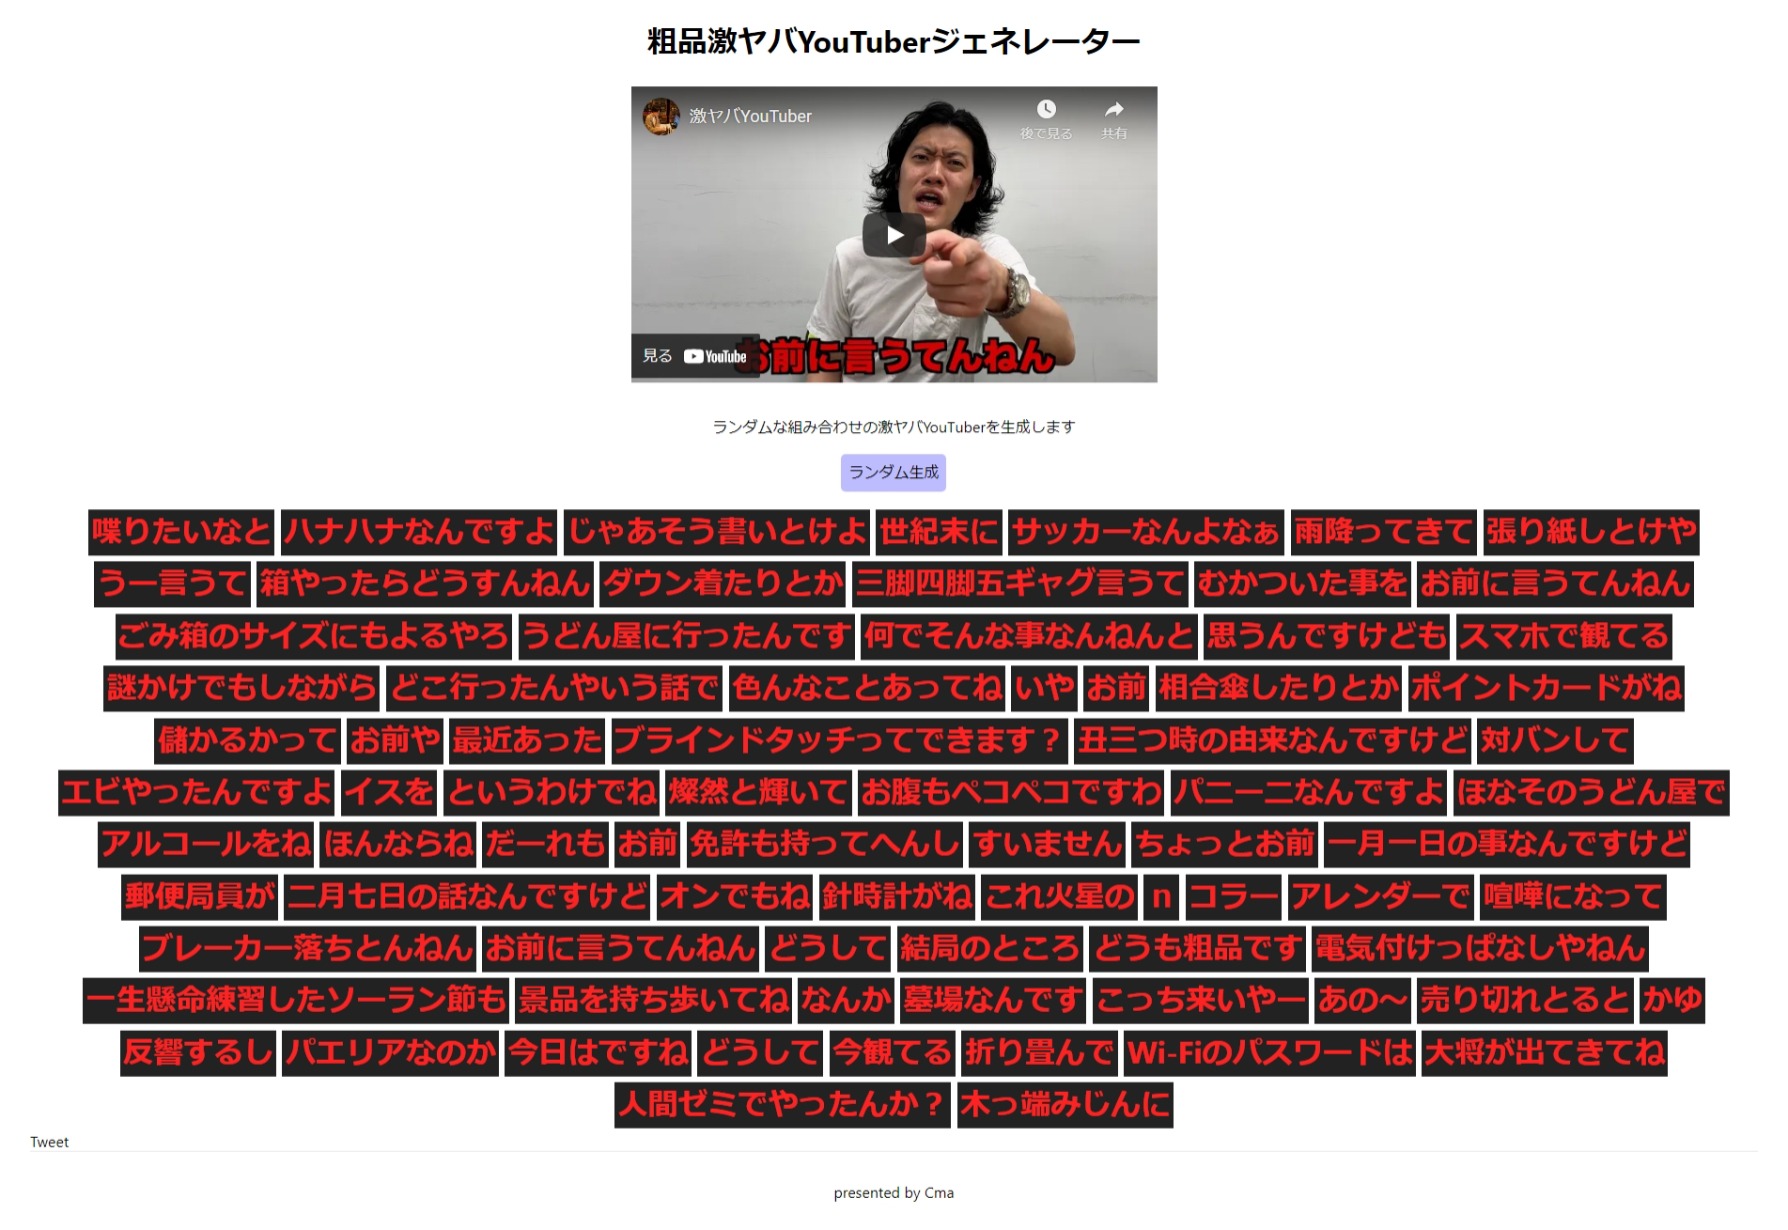 粗品激ヤバYouTuberジェネレーター
激ヤバYouTuber
後で見る 共有
見る YouTube
お前に言うてんねん
ランダムな組み合わせの激ヤバYouTuberを生成します
ランダム生成
喋りたいなと ハナハナなんですよ じゃあそう書いとけよ 世紀末に サッカーなんよなぁ 雨降ってきて 張り紙しとけや
う一言うて 箱やったらどうすんねん ダウン着たりとか 三脚四脚五ギャグ言うて むかついた事を お前に言うてんねん
ごみ箱のサイズにもよるやろ うどん屋に行ったんです 何でそんな事なんねんと 思うんですけども スマホで観てる
謎かけでもしながら どこ行ったんやいう話で 色んなことあってね いや お前 相合傘したりとか ポイントカードがね
儲かるかって お前や 最近あった ブラインドタッチってできます？ 丑三つ時の由来なんですけど 対バンして
エビやったんですよ イスを というわけでね 燦然と輝いて お腹もペコペコですわ パニーニなんですよ ほなそのうどん屋で
アルコールをね ほんならね だーれも お前 免許も持ってへんし すいません ちょっとお前 一月一日の事なんですけど
郵便局員が 二月七日の話なんですけど オンでもね 針時計がね これ火星の n コラー アレンダーで 喧嘩になって
ブレーカー落ちとんねん お前に言うてんねん どうして 結局のところ どうも粗品です 電気付けっぱなしやねん
一生懸命練習したソーラン節も 景品を持ち歩いてね なんか 墓場なんです こっち来いやー あの～ 売り切れとると かゆ
反響するし パエリアなのか 今日はですね どうして 今観てる 折り畳んで Wi-Fiのパスワードは 大将が出てきてね
人間ゼミでやったんか？ 木っ端みじんに
Tweet
presented by Cma